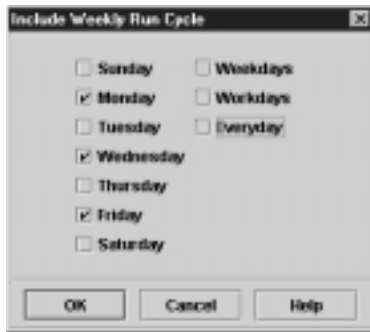 Include Weekly Run Cycle
Sunday Weekdays
Monday Workdays
Tuesday Everyday
Wednesday
Thursday
Friday
Saturday
OK Cancel Help